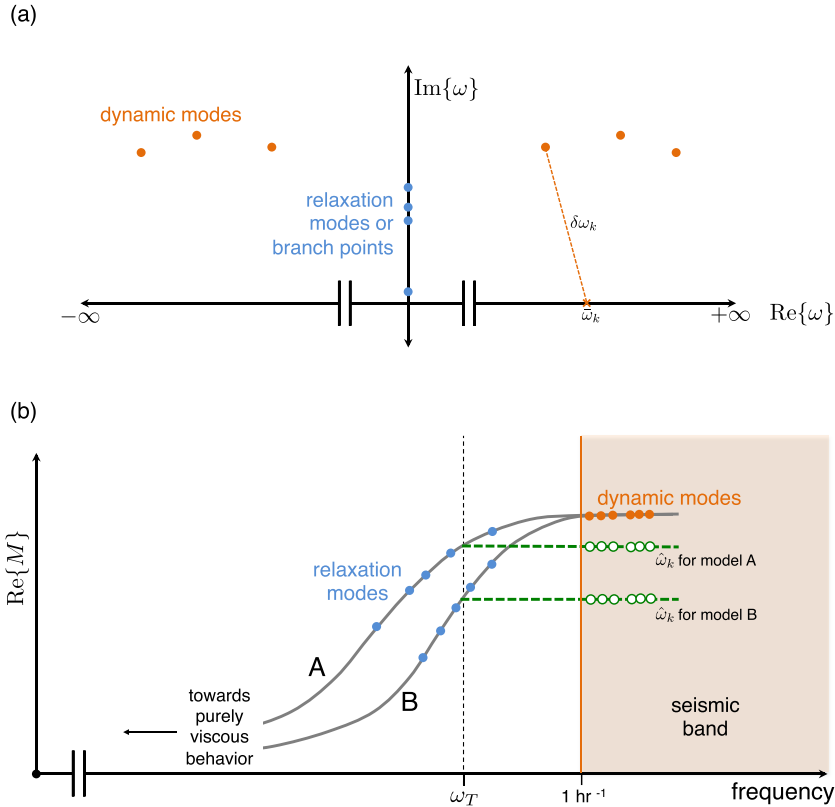 (a)
Im{ω}
dynamic modes
relaxation
modes or
branch points
δω_k
−∞
ω̄_k
+∞
Re{ω}
(b)
Re{M}
dynamic modes
ω̂_k for model A
relaxation
modes
ω̂_k for model B
A
B
towards
purely
viscous
behavior
seismic
band
ω_T
1 hr ⁻¹
frequency